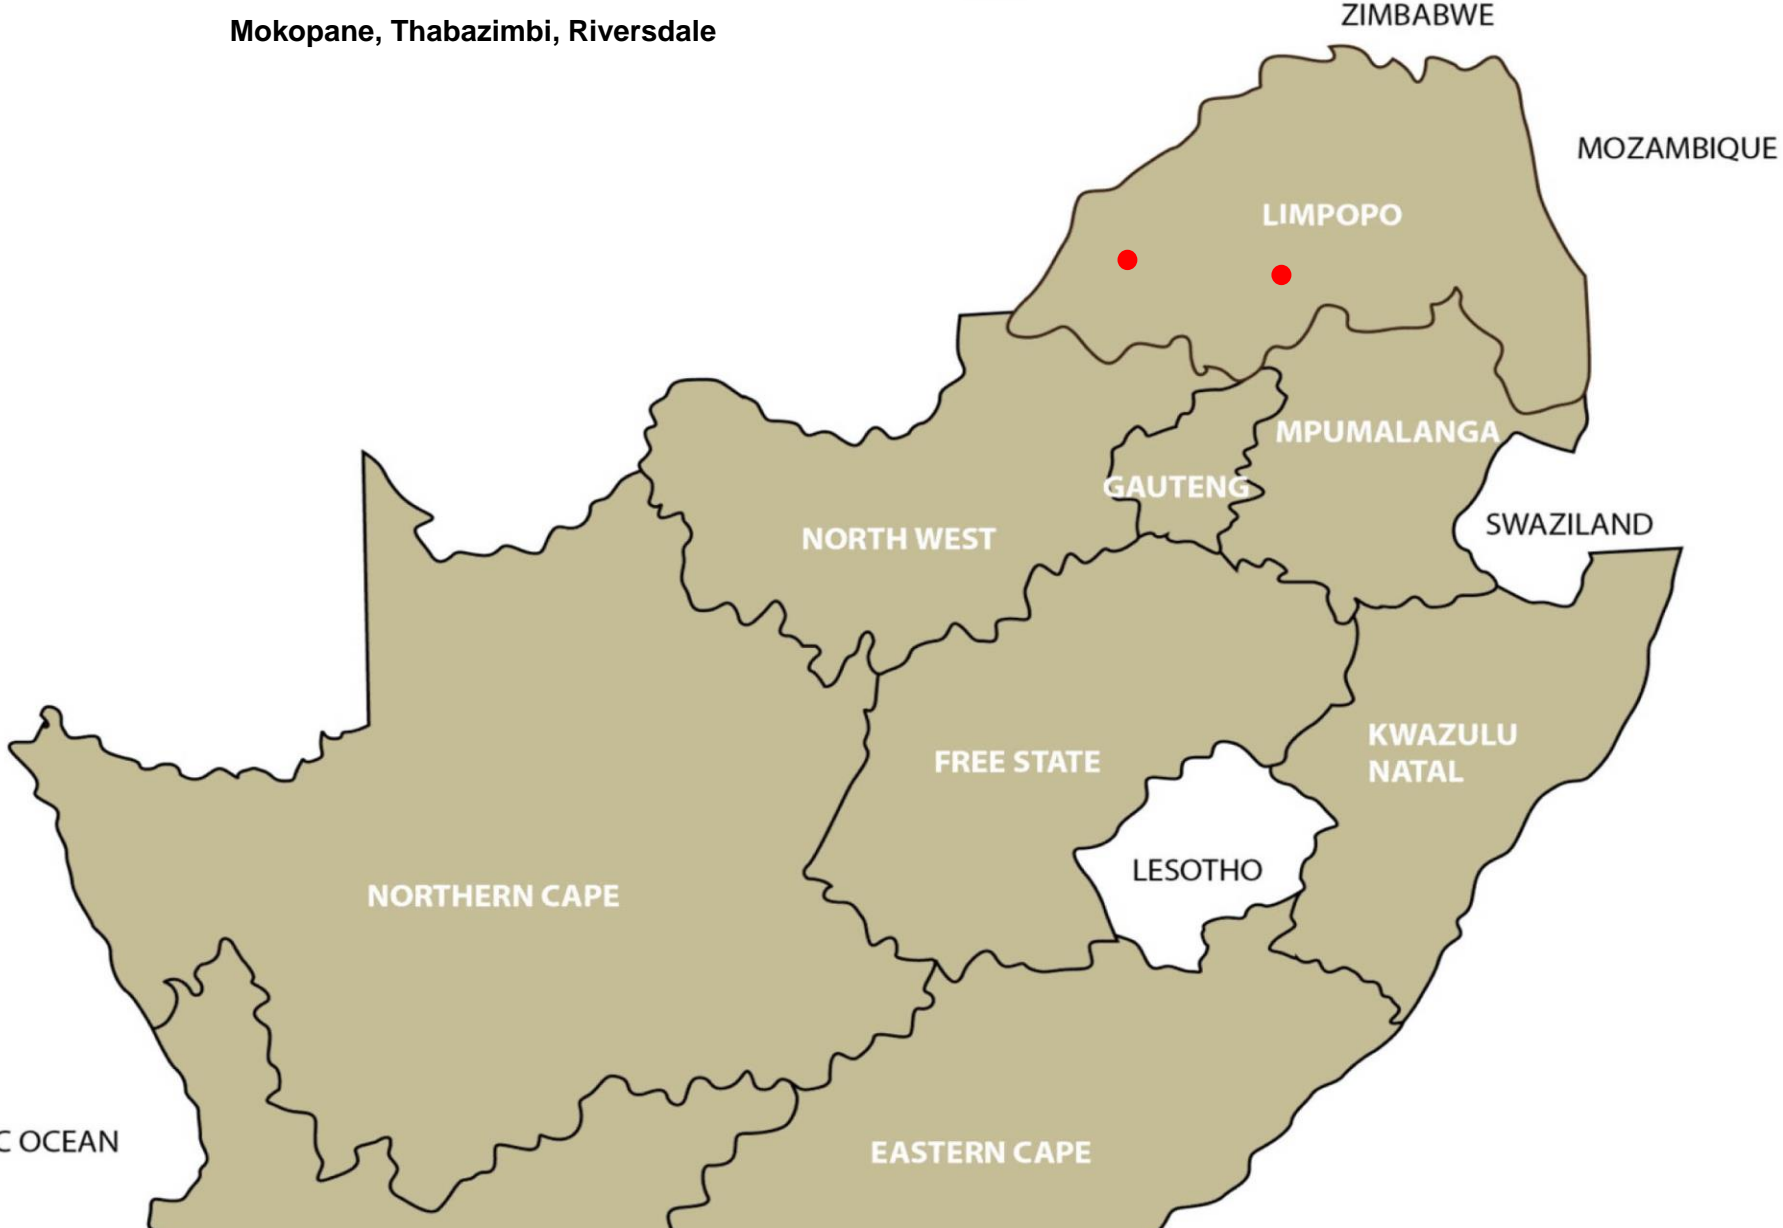 Mokopane, Thabazimbi, Riversdale
ZIMBABWE
MOZAMBIQUE
LIMPOPO
MPUMALANGA
GAUTENG
SWAZILAND
NORTH WEST
KWAZULU
NATAL
FREE STATE
LESOTHO
NORTHERN CAPE
C OCEAN
EASTERN CAPE